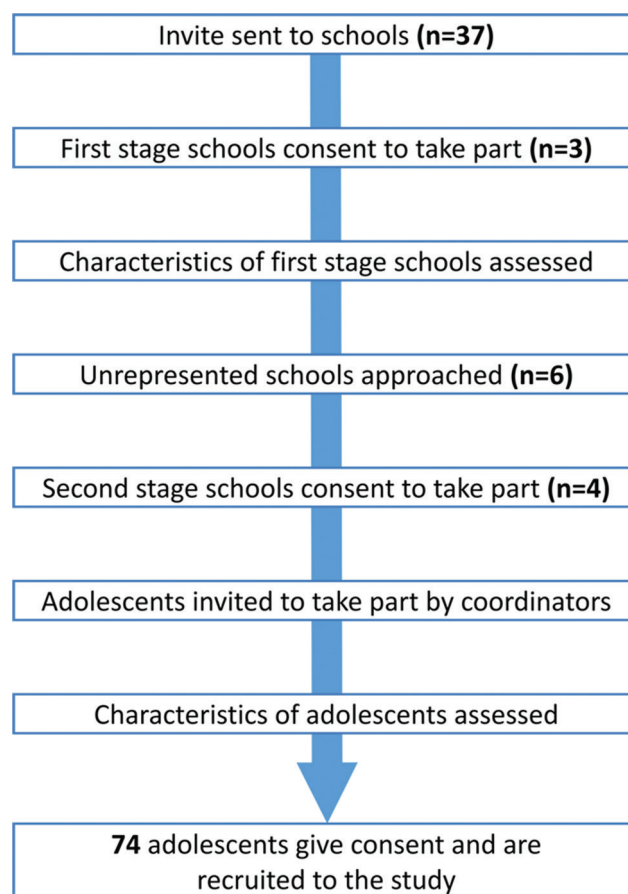 Invite sent to schools (n=37)
First stage schools consent to take part (n=3)
Characteristics of first stage schools assessed
Unrepresented schools approached (n=6)
Second stage schools consent to take part (n=4)
Adolescents invited to take part by coordinators
Characteristics of adolescents assessed
74 adolescents give consent and are
recruited to the study